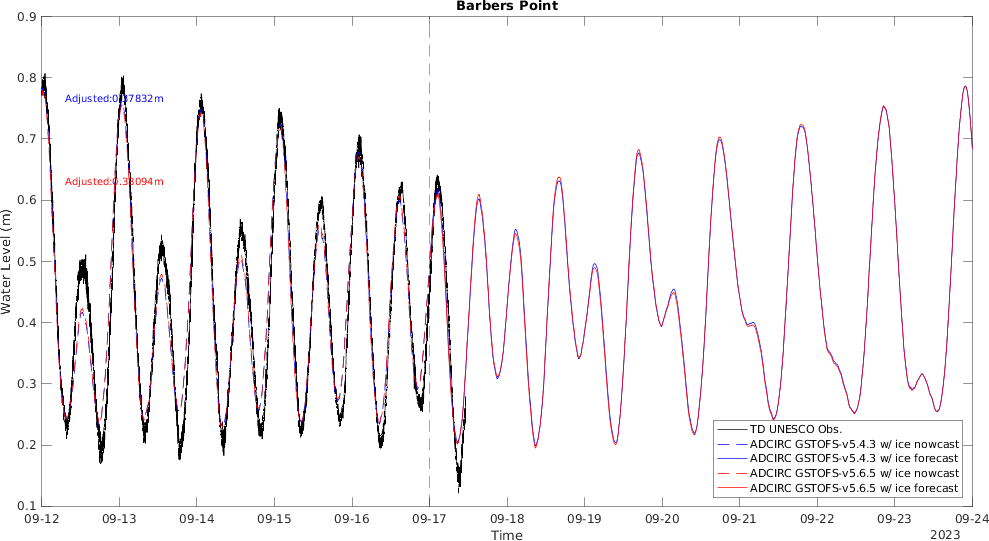 Barbers Point
0.9
0.8
0.7
0.6
0.5
0.4
0.3
0.2
0.1
Water Level (m)
Adjusted:0.37832m
Adjusted:0.33094m
TD UNESCO Obs.
ADCIRC GSTOFS-v5.4.3 w/ ice nowcast
ADCIRC GSTOFS-v5.4.3 w/ ice forecast
ADCIRC GSTOFS-v5.6.5 w/ ice nowcast
ADCIRC GSTOFS-v5.6.5 w/ ice forecast
09-12 09-13 09-14 09-15 09-16 09-17 09-18 09-19 09-20 09-21 09-22 09-23 09-24
Time
2023